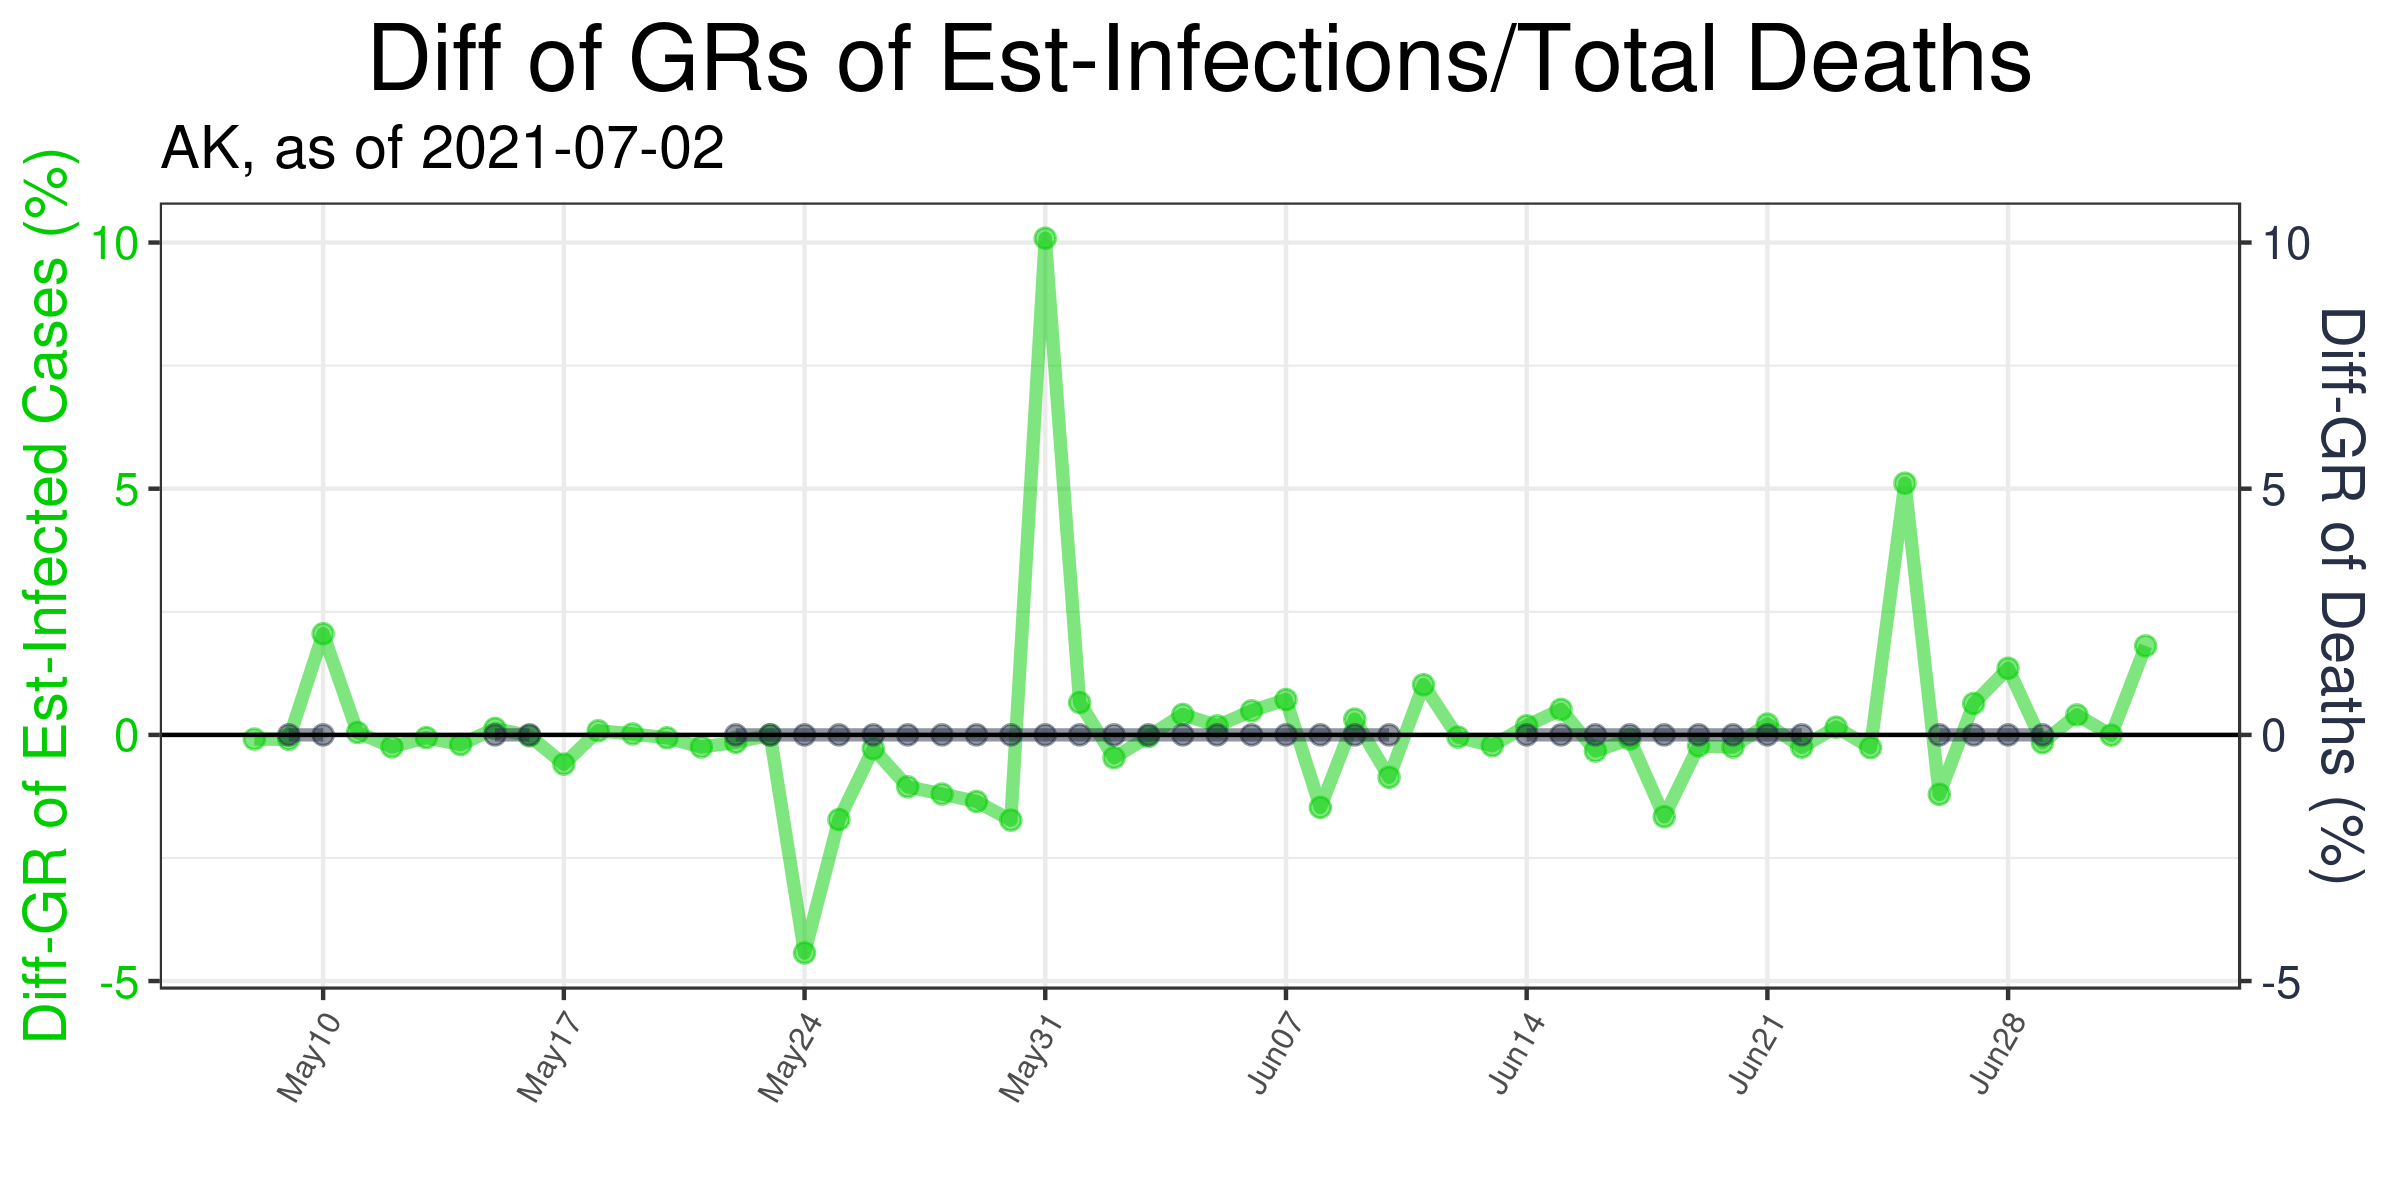 Diff of GRs of Est-Infections/Total Deaths
AK, as of 2021-07-02
Diff-GR of Est-Infected Cases (%)
10
5
0
-5
10
5
0
-5
Diff-GR of Deaths (%)
May10
May17
May24
May31
Jun07
Jun14
Jun21
Jun28